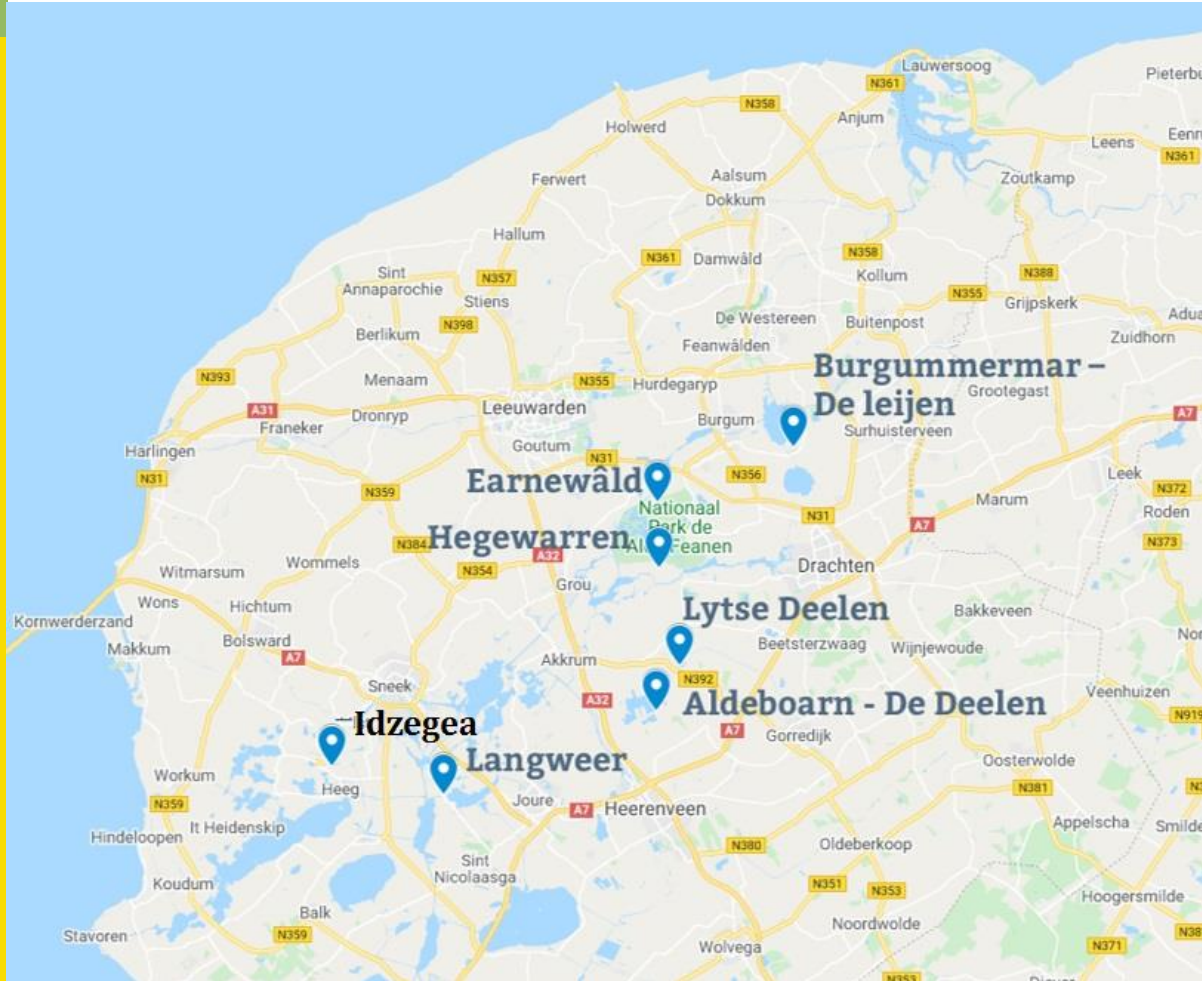 Lauwersoog
Pieterbu
N361
N358
Anjum
Holwerd
Leens
Eenr
N361
Aalsum
Zoutkamp
Ferwert
Dokkum
Hallum
N361
Damwâld
N358
Kollum
N388
Sint
Annaparochie
N357
Stiens
N355
Grijpskerk
Adua
Berlikum
N398
De Westereen
Buitenpost
Zuidhorn
Feanwâlden
Burgummermar –
De leijen
N393
Menaam
N355
Hurdegaryp
Grootegast
A31
Dronryp
Leeuwarden
Burgum
A7
Franeker
Surhuisterveen
Harlingen
Goutum
N31
N31
Earnewâld
N356
Leek
N372
N359
Nationaal
Park de
Alde Feanen
Marum
Roden
N31
A7
Hegewarren
N384
A32
N373
Wommels
N354
Witmarsum
Grou
Drachten
Wons
Hichtum
Lytse Deelen
Bakkeveen
Kornwerderzand
Bolsward
Makkum
A7
Akkrum
Beetsterzwaag
Wijnjewoude
Nor
Sneek
N392
A32
Aldeboarn - De Deelen
Veenhuizen
N919
Idzegea
A7
Gorredijk
Langweer
Oosterwolde
Workum
Heeg
N359
Joure
A7
Heerenveen
N381
Appelscha
Smilde
Hindeloopen
It Heidenskip
N380
Oldeberkoop
Sint
Nicolaasga
Koudum
N351
N353
Hoogersmilde
Balk
Stavoren
N359
Noordwolde
Wolvega
N371
N38
N353